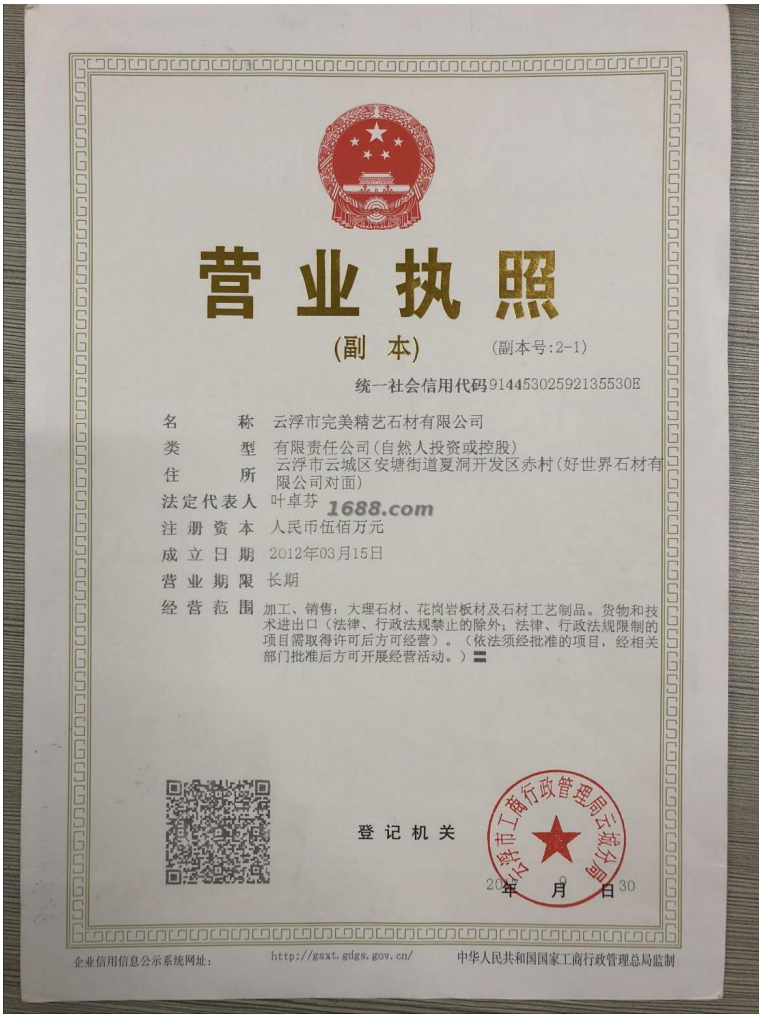 营业执照
(副 本)
(副本号:2-1)
统一社会信用代码91445302592135530E
名 称 云浮市完美精艺石材有限公司
类 型 有限责任公司(自然人投资或控股)
住 所 云浮市云城区安塘街道夏洞开发区赤村(好世界石材有
限公司对面)
法定代表人 叶卓芬
1688.com
注册资本 人民币伍佰万元
成立日期 2012年03月15日
营业期限 长期
经营范围 加工、销售：大理石材、花岗岩板材及石材工艺制品。货物和技
术进出口（法律、行政法规禁止的除外；法律、行政法规限制的
项目需取得许可后方可经营）。（依法须经批准的项目，经相关
部门批准后方可开展经营活动。）
登记机关
云浮市工商行政管理局云城分局
年 9月 30日
企业信用信息公示系统网址：
http://gsxt.gdgs.gov.cn/
中华人民共和国国家工商行政管理总局监制